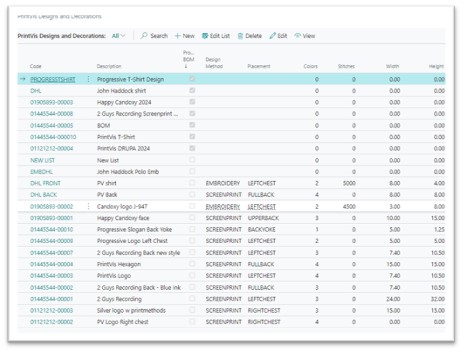 PrintVis Designs and Decorations
PrintVis Designs and Decorations: All Search + New Edit List Delete Edit View
Code Description Pro... BOM ↓ Design Method Placement Colors Stitches Width Height
→ PROGRESSTSHIRT Progressive T-Shirt Design 0 0 0.00 0.00
DHL John Haddock shirt 0 0 0.00 0.00
01905893-00003 Happy Candoxy 2024 0 0 0.00 0.00
01445544-00008 2 Guys Recording Screenprint ... 0 0 0.00 0.00
01445544-00005 BOM 0 0 0.00 0.00
01445544-000010 PrintVis T-Shirt 0 0 0.00 0.00
01121212-00004 PrintVis DRUPA 2024 0 0 0.00 0.00
NEW LIST New List 0 0 0.00 0.00
EMBDHL John Haddock Polo Emb 0 0 0.00 0.00
DHL FRONT PV shirt EMBROIDERY LEFTCHEST 2 5000 8.00 4.00
DHL BACK PV Back SCREENPRINT FULLBACK 4 0 8.00 8.00
01905893-00002 Candoxy logo J-94T EMBROIDERY LEFTCHEST 2 4500 3.00 8.00
01905893-00001 Happy Candoxy face SCREENPRINT UPPERBACK 3 0 10.00 15.00
01445544-00010 Progressive Slogan Back Yoke SCREENPRINT BACKYOKE 1 0 5.00 1.25
01445544-00009 Progressive Logo Left Chest SCREENPRINT LEFTCHEST 2 0 5.00 5.00
01445544-00007 2 Guys Recording Back new style SCREENPRINT LEFTCHEST 3 0 7.40 10.50
01445544-00004 PrintVis Hexagon SCREENPRINT FULLBACK 4 0 15.00 15.00
01445544-00003 PrintVis Logo SCREENPRINT LEFTCHEST 4 0 7.40 10.50
01445544-00002 2 Guys Recording Back - Blue Ink SCREENPRINT FULLBACK 4 0 7.40 10.50
01445544-00001 2 Guys Recording SCREENPRINT LEFTCHEST 3 0 24.00 32.00
01121212-00003 Silver logo w printmethods SCREENPRINT RIGHTCHEST 3 0 15.00 15.00
01121212-00002 PV Logo Right chest SCREENPRINT RIGHTCHEST 4 0 0.00 0.00